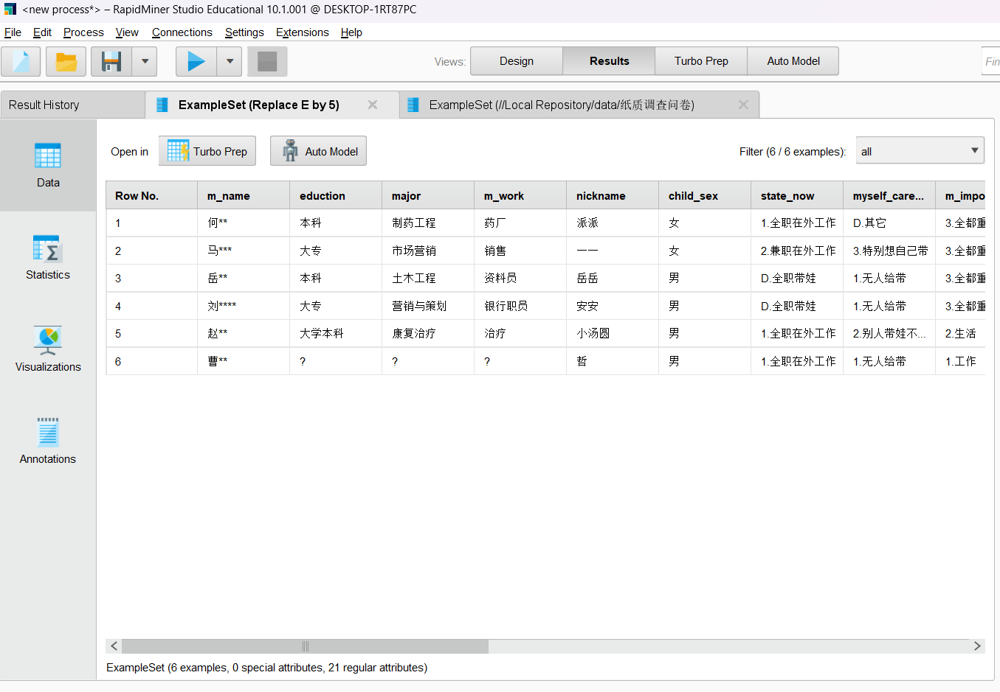 <new process*> – RapidMiner Studio Educational 10.1.001 @ DESKTOP-1RT87PC
File Edit Process View Connections Settings Extensions Help
Views: Design Results Turbo Prep Auto Model Fin
Result History ExampleSet (Replace E by 5) ExampleSet (//Local Repository/data/纸质调查问卷)
Open in Turbo Prep Auto Model Filter (6 / 6 examples): all
Data
Statistics
Visualizations
Annotations
Row No. m_name eduction major m_work nickname child_sex state_now myself_care... m_impo
1 何** 本科 制药工程 药厂 派派 女 1.全职在外工作 D.其它 3.全都重
2 马*** 大专 市场营销 销售 一一 女 2.兼职在外工作 3.特别想自己带 3.全都重
3 岳** 本科 土木工程 资料员 岳岳 男 D.全职带娃 1.无人给带 3.全都重
4 刘**** 大专 营销与策划 银行职员 安安 男 D.全职带娃 1.无人给带 3.全都重
5 赵** 大学本科 康复治疗 治疗 小汤圆 男 1.全职在外工作 2.别人带娃不... 2.生活
6 曹** ? ? ? 哲 男 1.全职在外工作 1.无人给带 1.工作
ExampleSet (6 examples, 0 special attributes, 21 regular attributes)